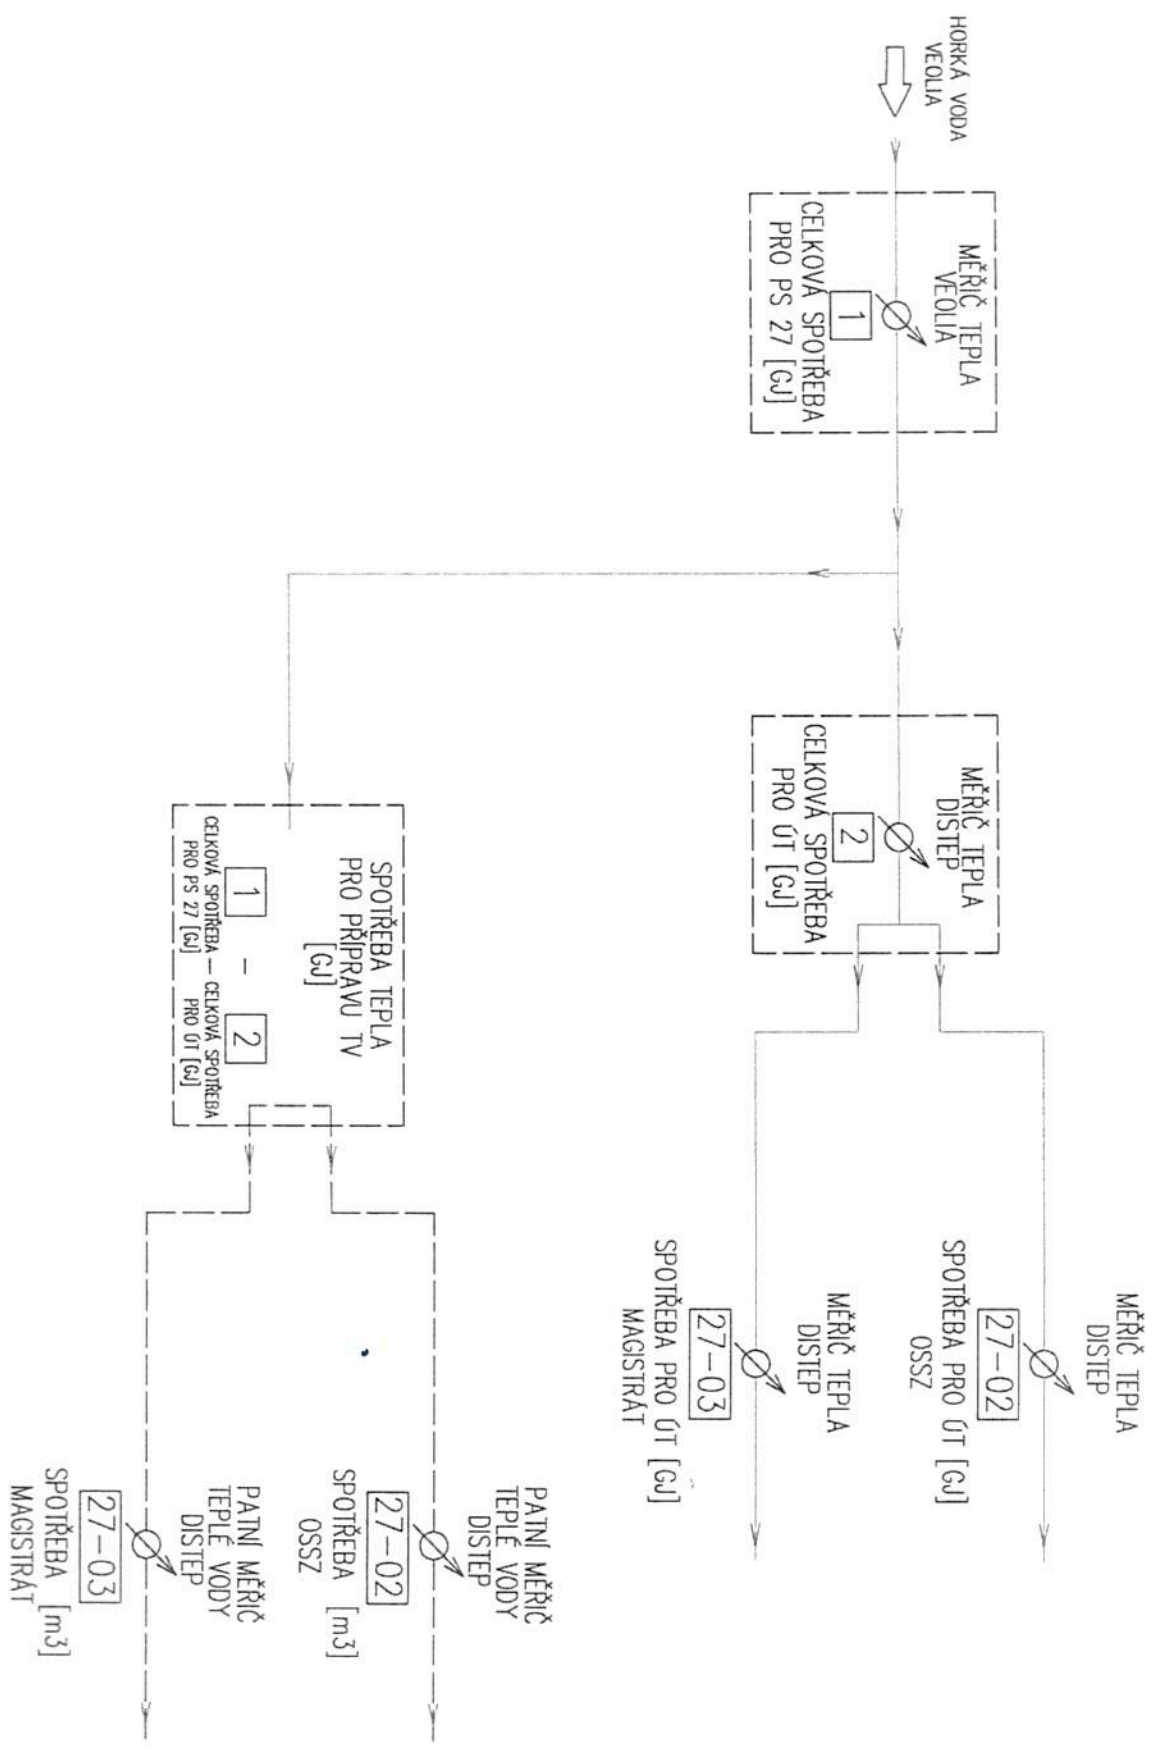 HORKÁ VODA
VEOLIA
MĚŘIČ TEPLA
VEOLIA
1
CELKOVÁ SPOTŘEBA
PRO PS 27 [GJ]
MĚŘIČ TEPLA
DISTEP
2
CELKOVÁ SPOTŘEBA
PRO ÚT [GJ]
MĚŘIČ TEPLA
DISTEP
27-02
SPOTŘEBA PRO ÚT [GJ]
OSSZ
MĚŘIČ TEPLA
DISTEP
27-03
SPOTŘEBA PRO ÚT [GJ]
MAGISTRÁT
SPOTŘEBA TEPLA
PRO PŘÍPRAVU TV
[GJ]
1 - 2
CELKOVÁ SPOTŘEBA — CELKOVÁ SPOTŘEBA
PRO PS 27 [GJ] PRO ÚT [GJ]
PATNÍ MĚŘIČ
TEPLÉ VODY
DISTEP
27-02
SPOTŘEBA [m3]
OSSZ
PATNÍ MĚŘIČ
TEPLÉ VODY
DISTEP
27-03
SPOTŘEBA [m3]
MAGISTRÁT